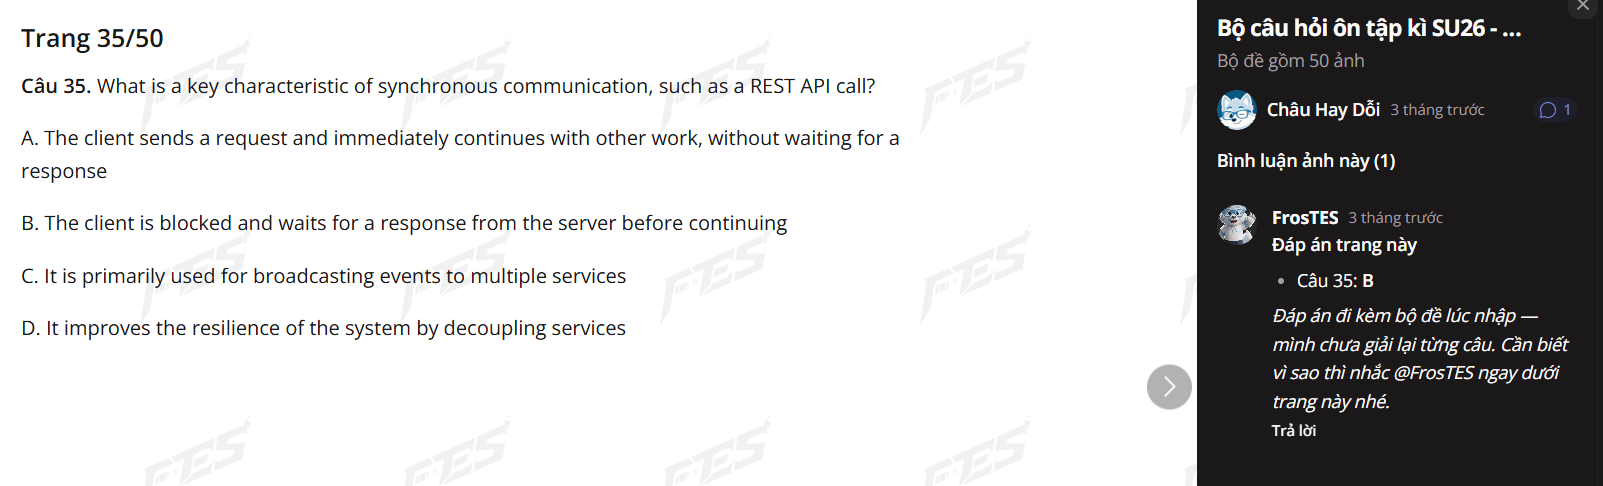 Trang 35/50
Câu 35. What is a key characteristic of synchronous communication, such as a REST API call?
A. The client sends a request and immediately continues with other work, without waiting for a
response
B. The client is blocked and waits for a response from the server before continuing
C. It is primarily used for broadcasting events to multiple services
D. It improves the resilience of the system by decoupling services
Bộ câu hỏi ôn tập kì SU26 - ...
Bộ đề gồm 50 ảnh
Châu Hay Dỗi 3 tháng trước 1
Bình luận ảnh này (1)
FrosTES 3 tháng trước
Đáp án trang này
• Câu 35: B
Đáp án đi kèm bộ đề lúc nhập —
mình chưa giải lại từng câu. Cần biết
vì sao thì nhắc @FrosTES ngay dưới
trang này nhé.
Trả lời